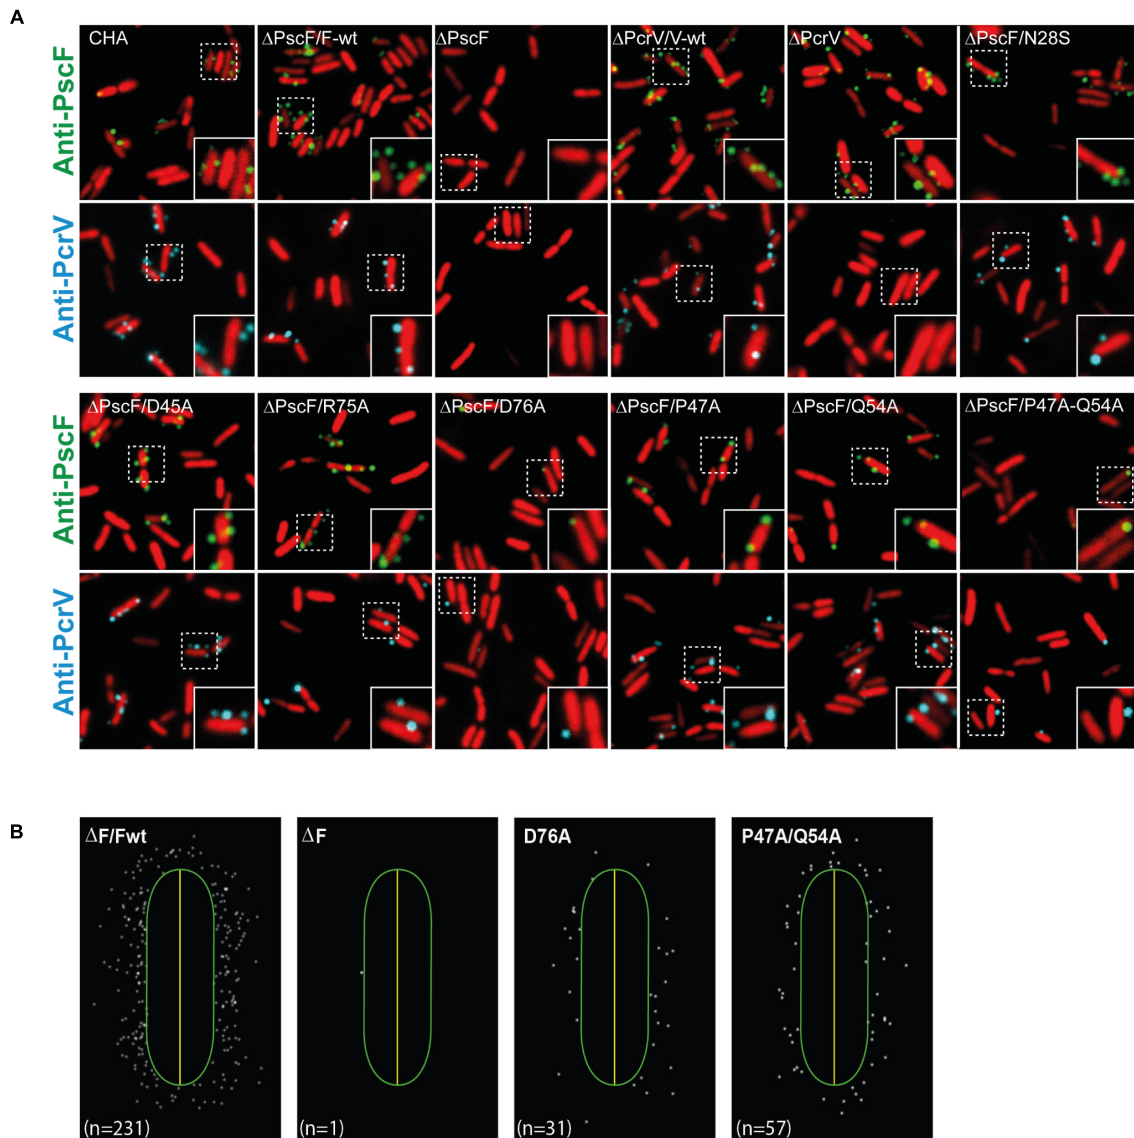 A
CHA ΔPscF/F-wt ΔPscF ΔPcrV/V-wt ΔPcrV ΔPscF/N28S
Anti-PscF
Anti-PcrV
ΔPscF/D45A ΔPscF/R75A ΔPscF/D76A ΔPscF/P47A ΔPscF/Q54A ΔPscF/P47A-Q54A
Anti-PscF
Anti-PcrV
B
ΔF/Fwt ΔF D76A P47A/Q54A
(n=231) (n=1) (n=31) (n=57)